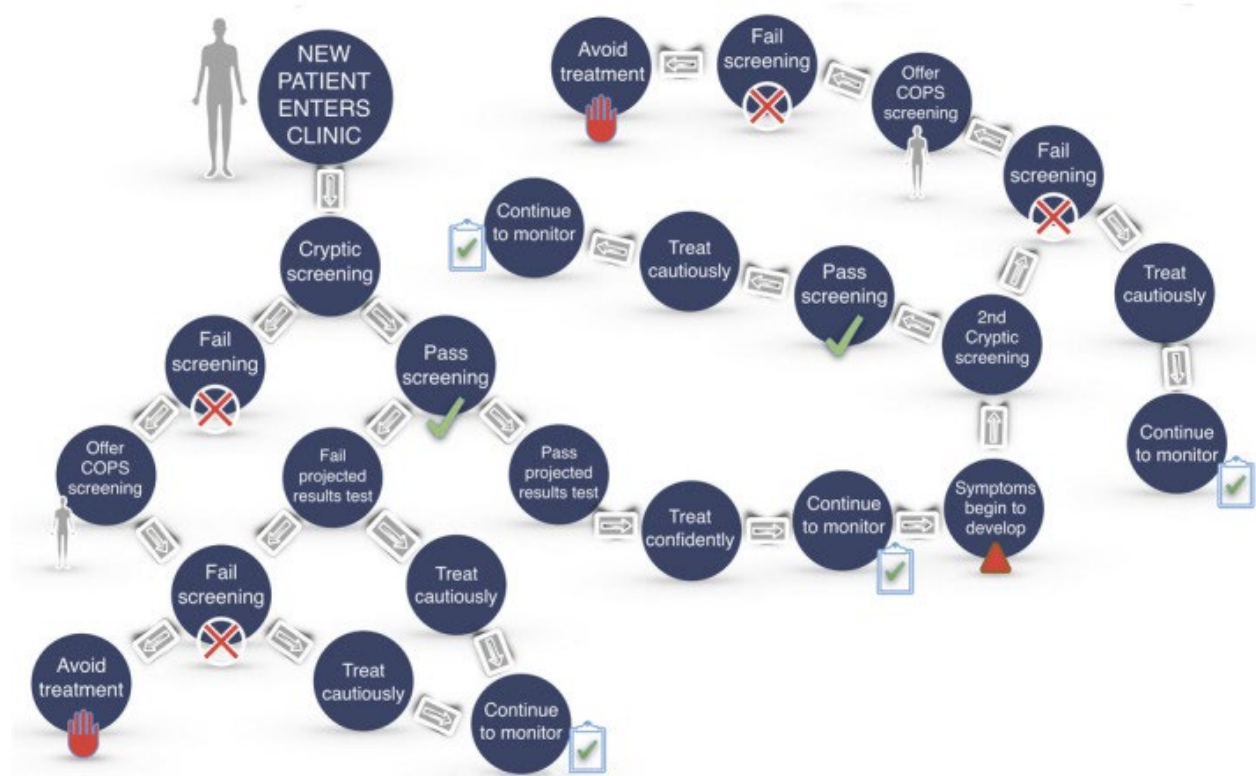 NEW
PATIENT
ENTERS
CLINIC
Cryptic
screening
Fail
screening
Pass
screening
Offer
COPS
screening
Fail
projected
results test
Pass
projected
results test
Fail
screening
Treat
cautiously
Avoid
treatment
Treat
cautiously
Continue
to monitor
Treat
confidently
Continue
to monitor
Symptoms
begin to
develop
2nd
Cryptic
screening
Pass
screening
Treat
cautiously
Continue
to monitor
Fail
screening
Offer
COPS
screening
Fail
screening
Avoid
treatment
Treat
cautiously
Continue
to monitor